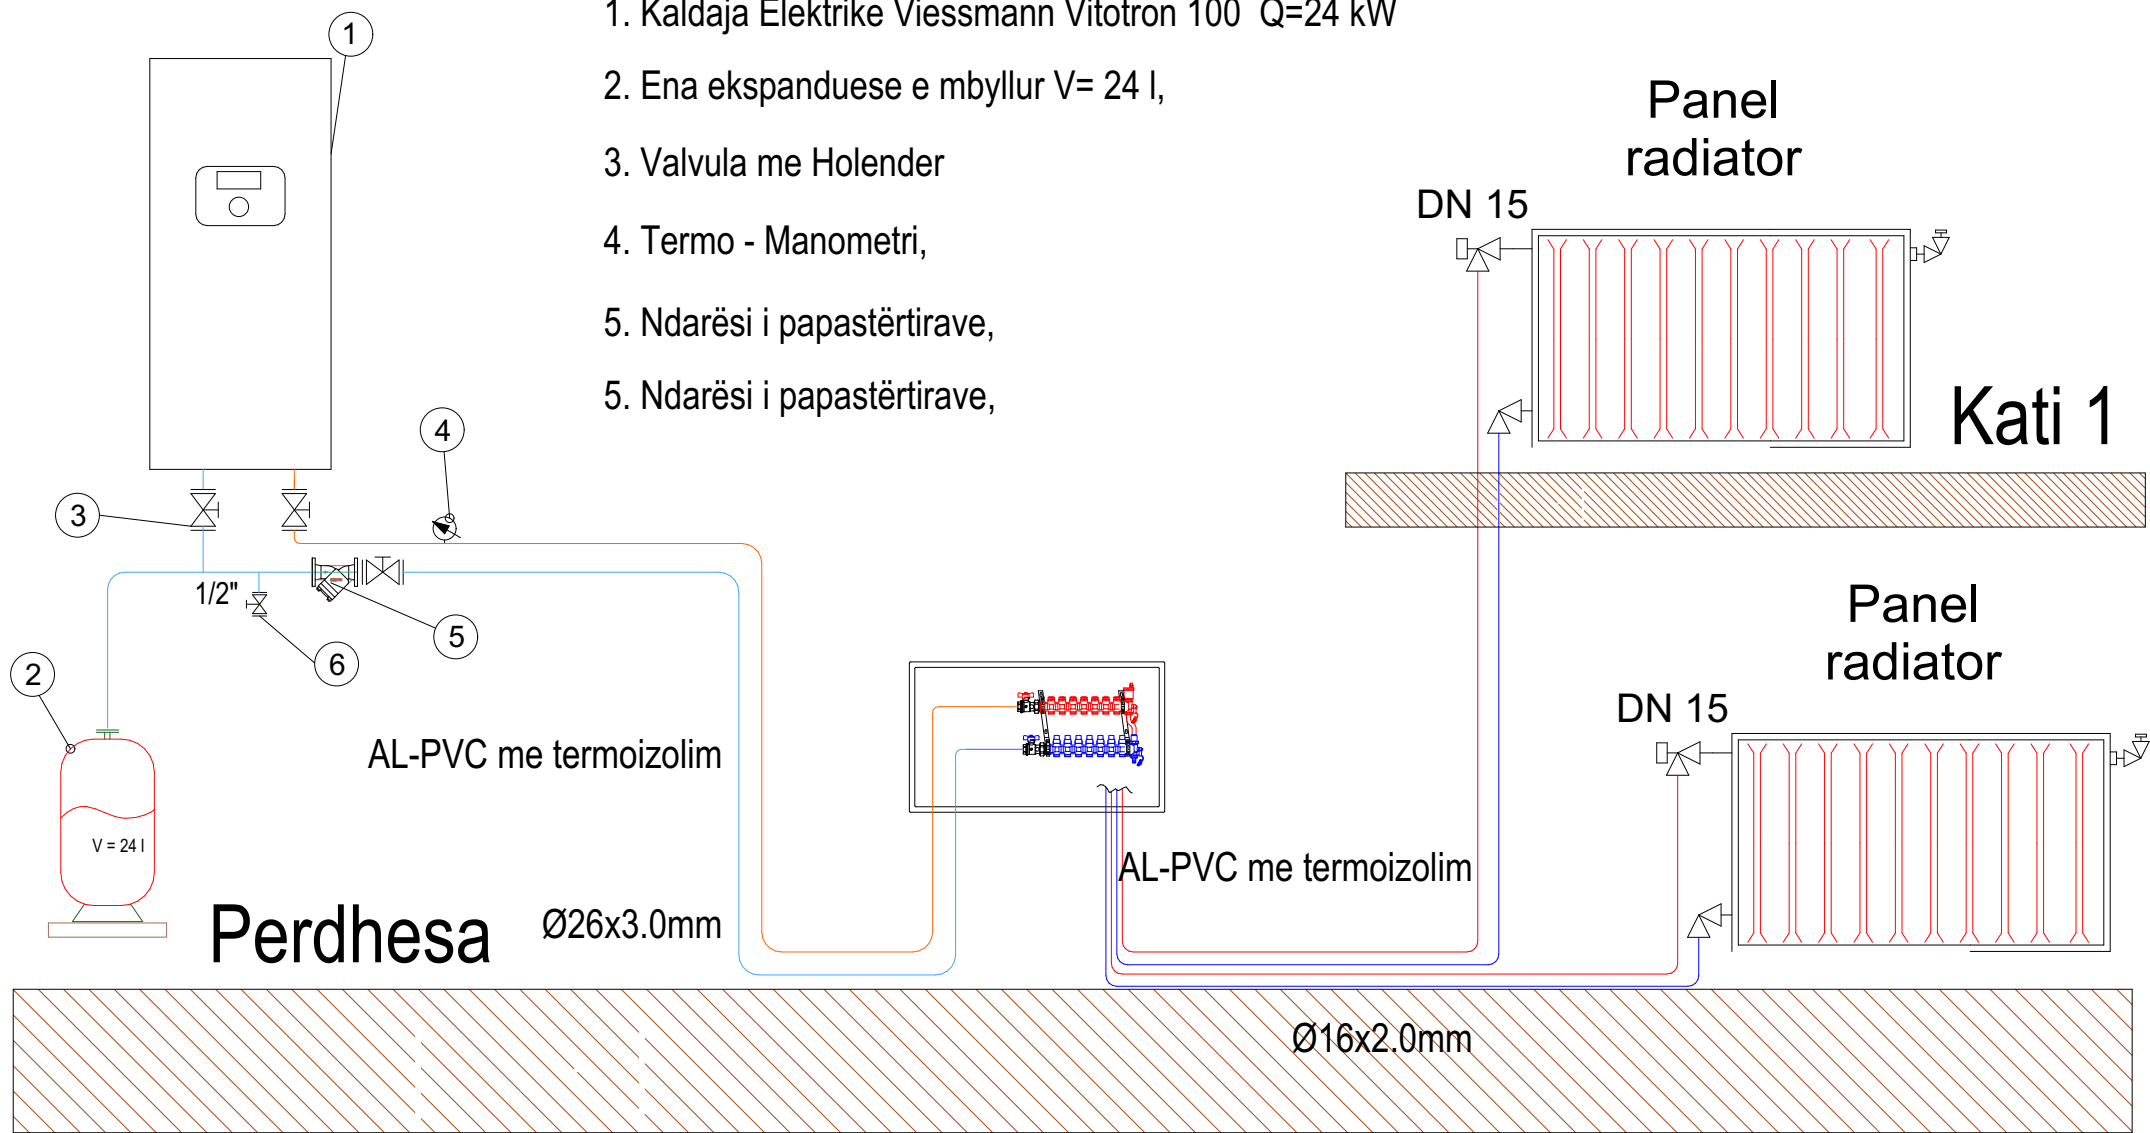 1. Kaldaja Elektrike Viessmann Vitotron 100  Q=24 kW
2. Ena ekspanduese e mbyllur V= 24 l,
3. Valvula me Holender
4. Termo - Manometri,
5. Ndarësi i papastërtirave,
5. Ndarësi i papastërtirave,
1
4
3
1/2"
5
6
2
V = 24 l
AL-PVC me termoizolim
Perdhesa
Ø26x3.0mm
Panel
radiator
DN 15
Kati 1
Panel
radiator
DN 15
AL-PVC me termoizolim
Ø16x2.0mm